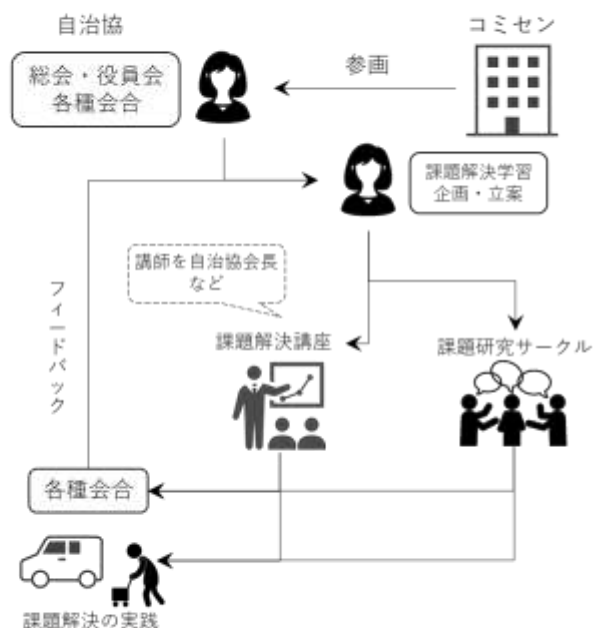 自治協
コミセン
総会・役員会
各種会合
参画
課題解決学習
企画・立案
講師を自治協会長
など
フィードバック
課題解決講座
課題研究サークル
各種会合
課題解決の実践